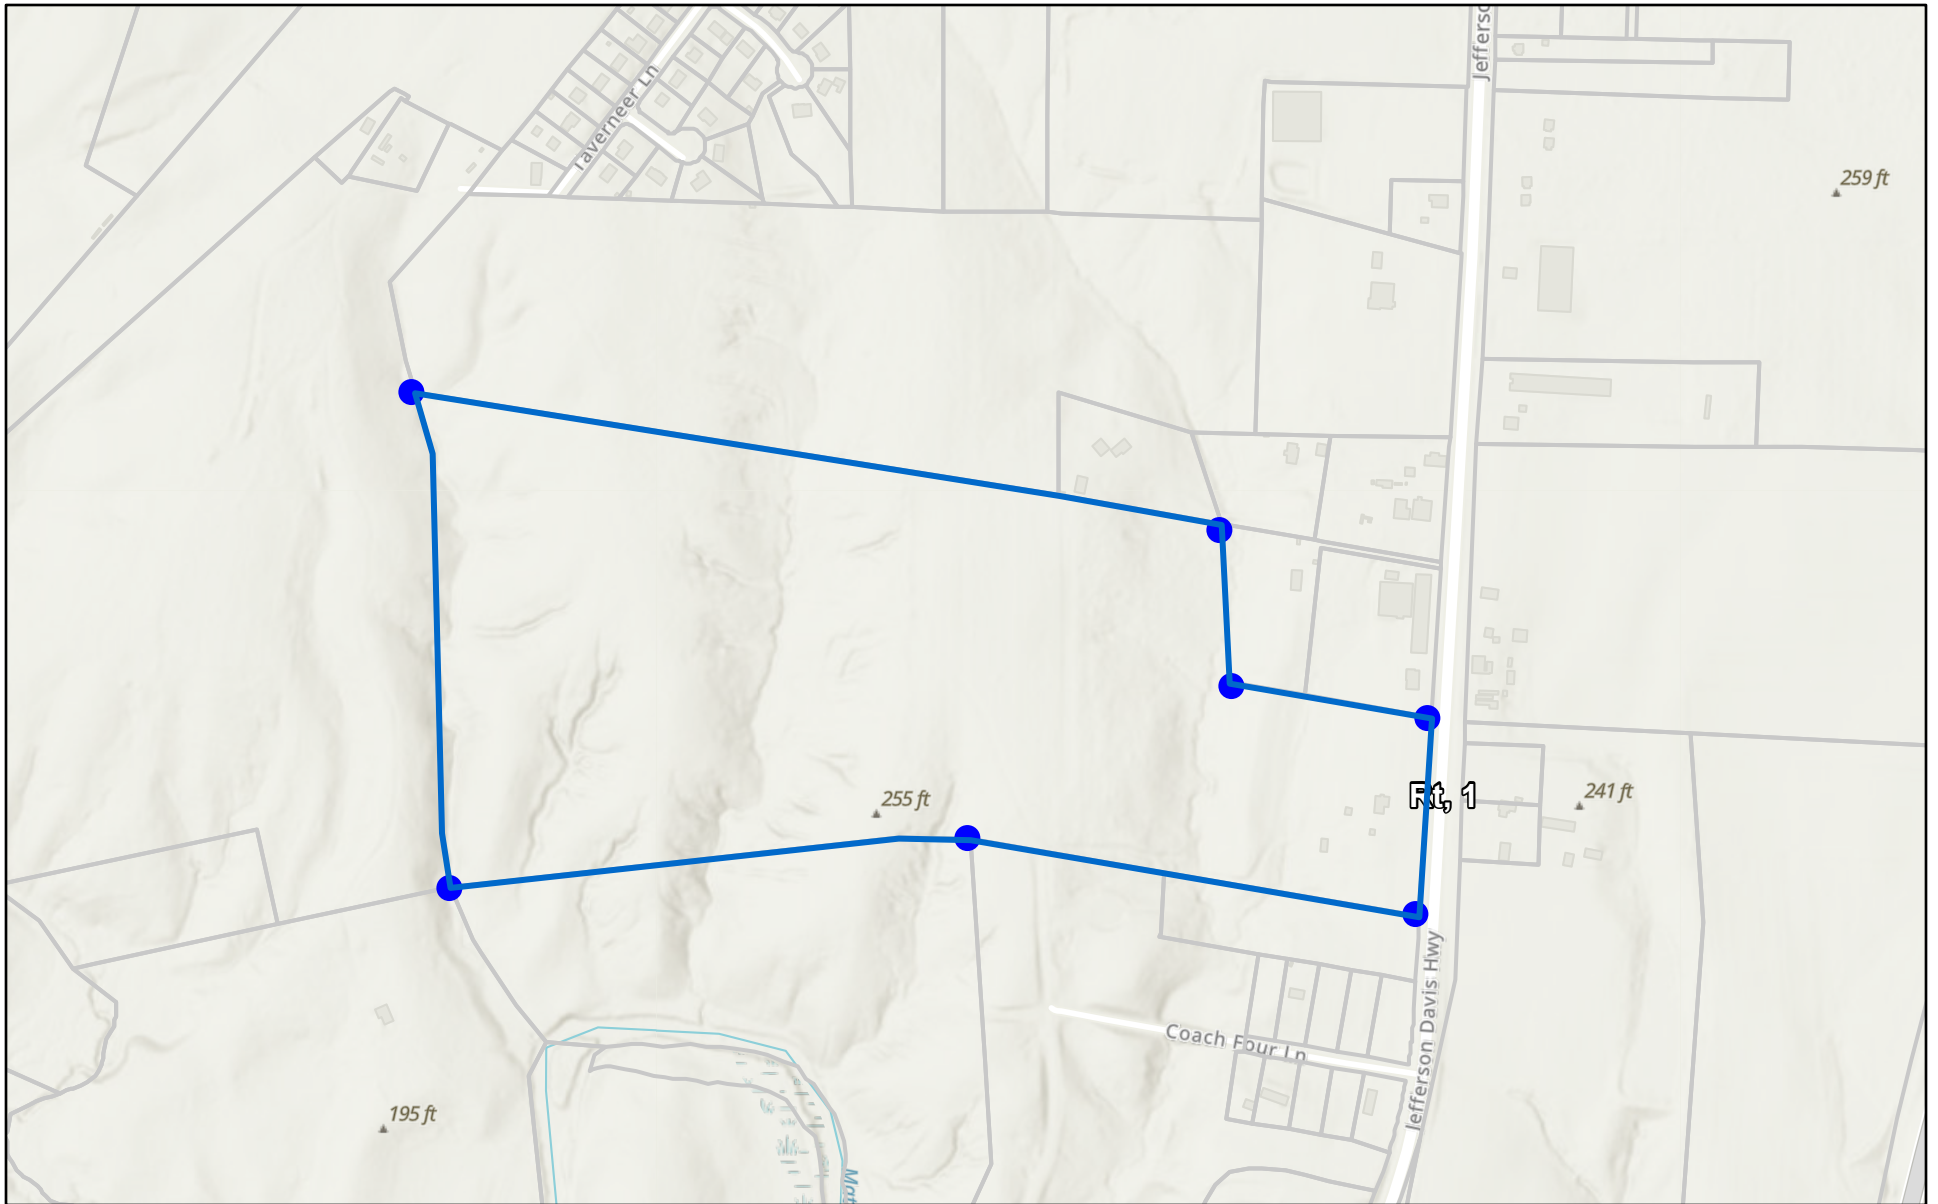 Jefferso
Taverneer Ln
259 ft
255 ft
Rt, 1
241 ft
Jefferson Davis Hwy
Coach Four Ln
195 ft
Mat